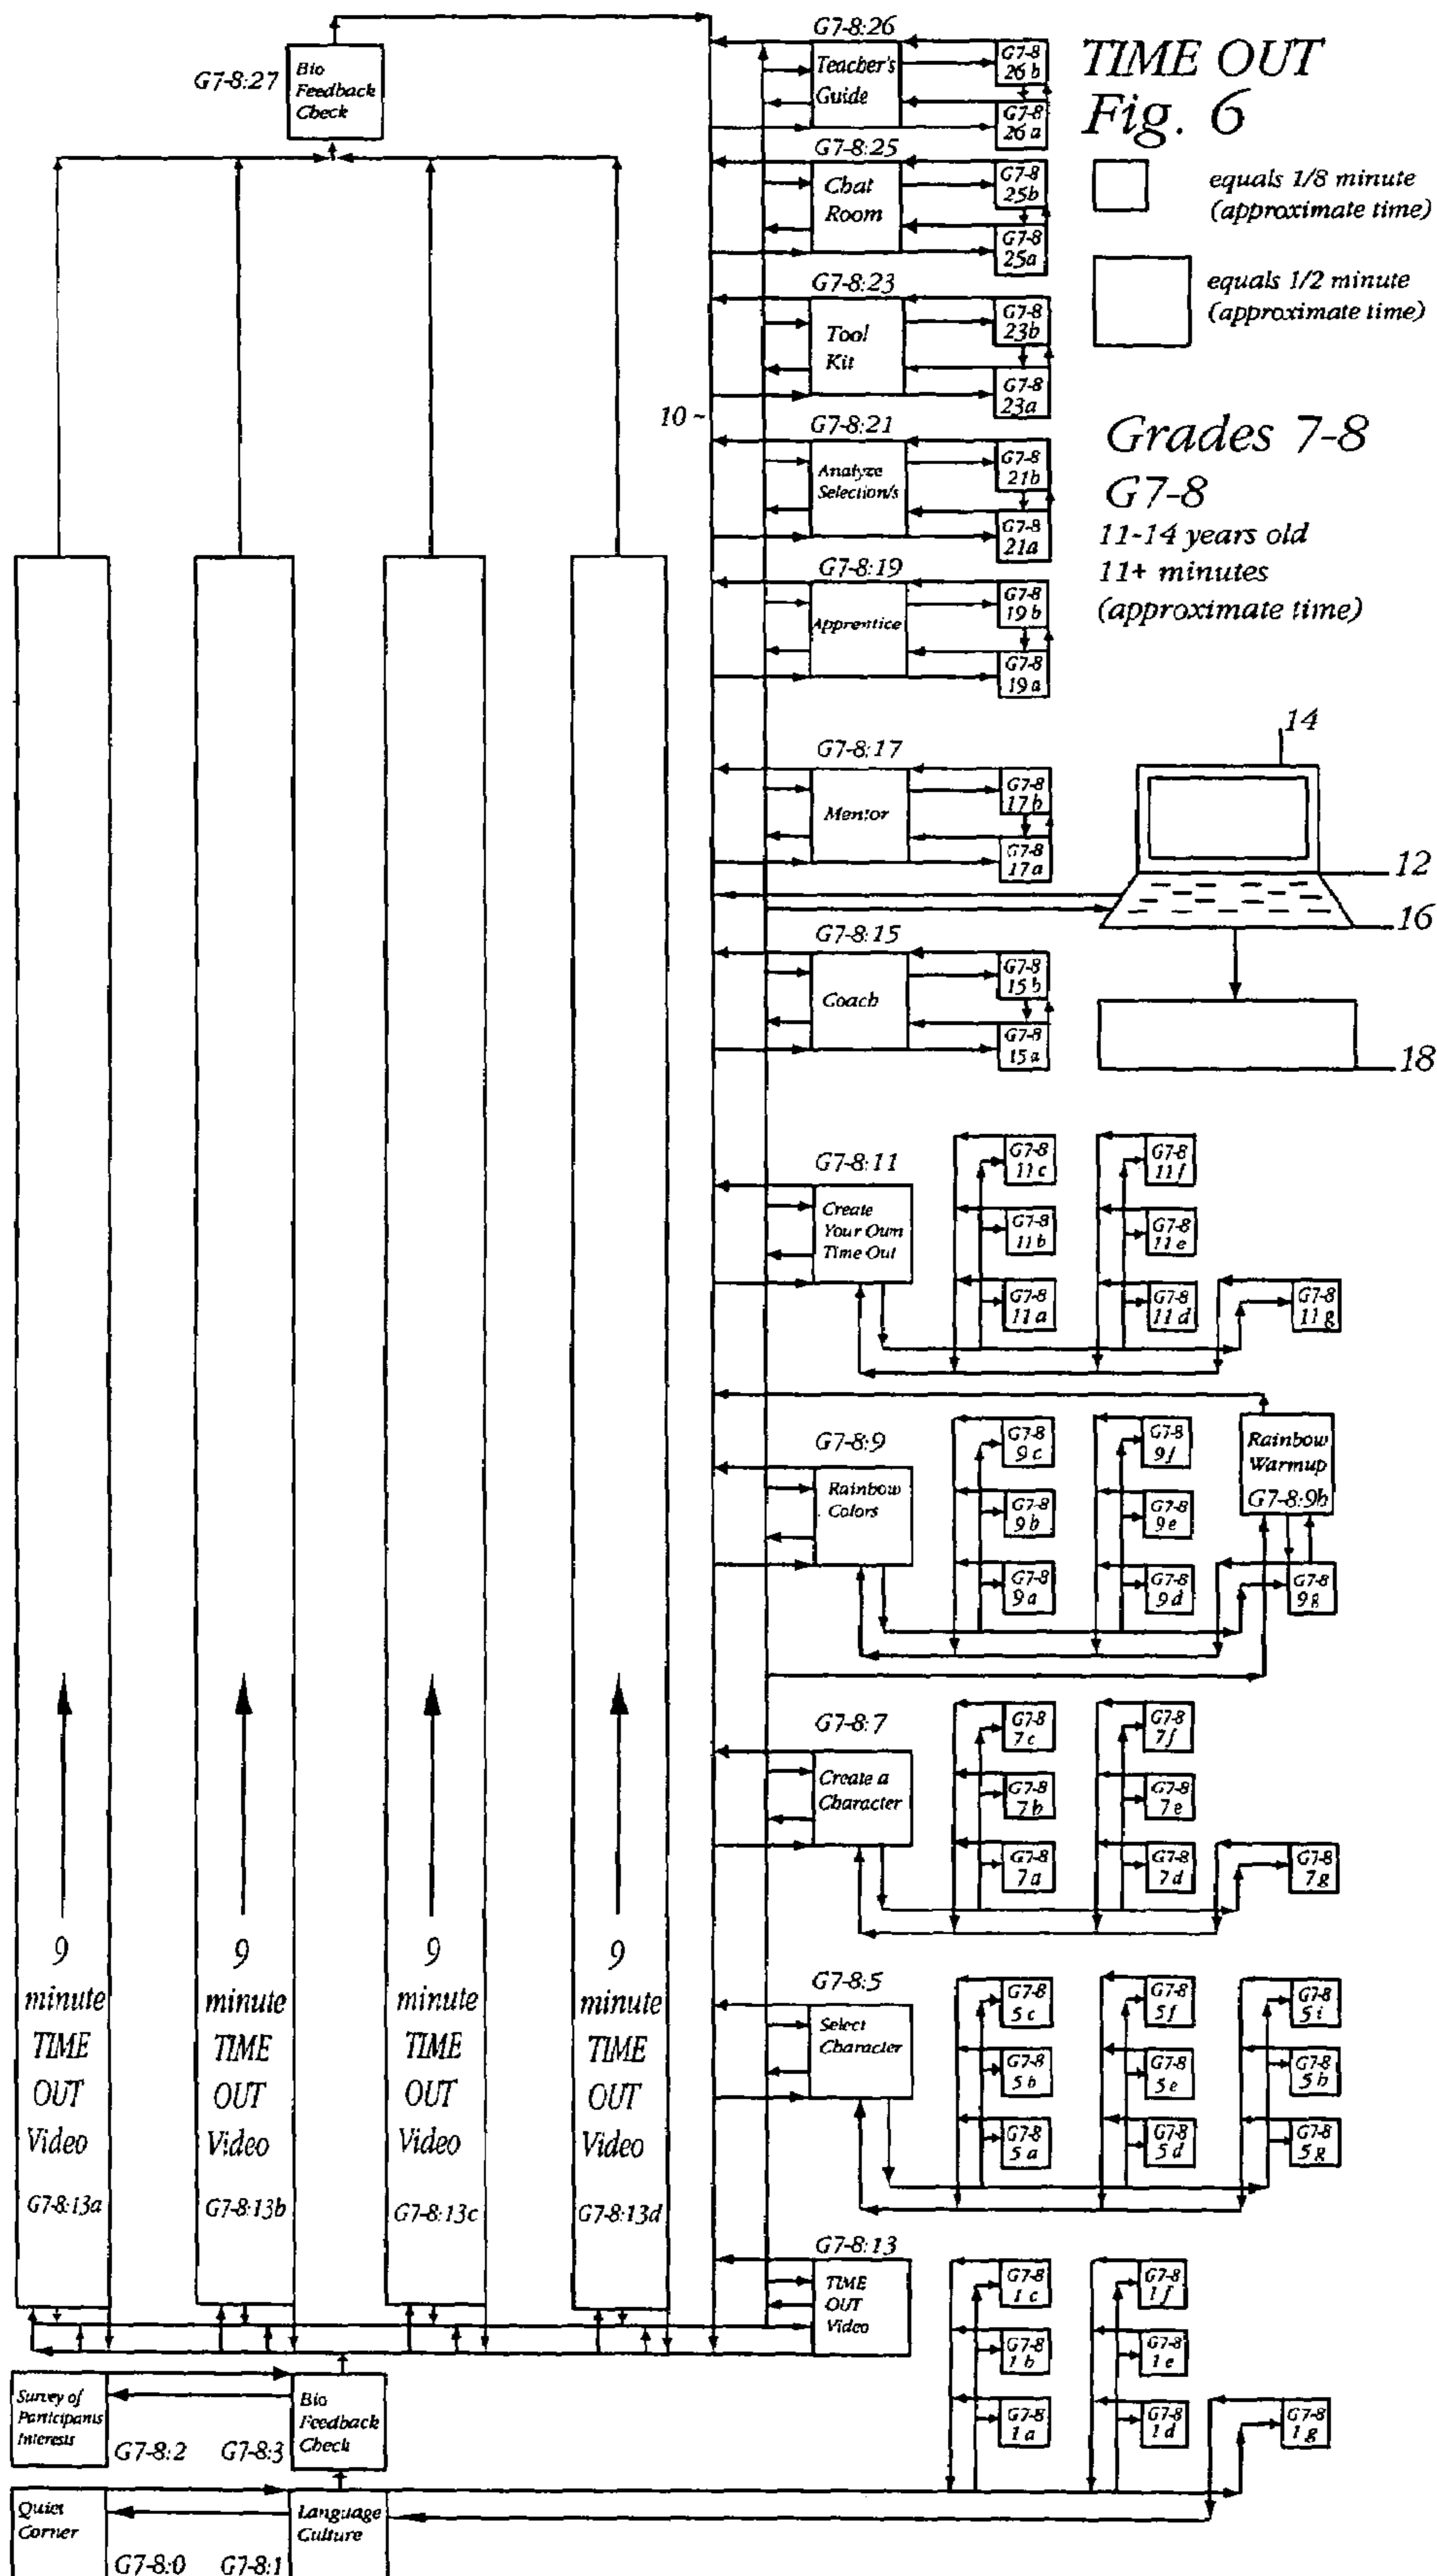 TIME OUT
Fig. 6
equals 1/8 minute
(approximate time)
equals 1/2 minute
(approximate time)
Grades 7-8
G7-8
11-14 years old
11+ minutes
(approximate time)
G7-8:27
Bio
Feedback
Check
G7-8:26
Teacher's
Guide
G7-8
26 b
G7-8
26 a
G7-8:25
Chat
Room
G7-8
25b
G7-8
25a
G7-8:23
Tool
Kit
G7-8
23b
G7-8
23a
10
G7-8:21
Analyze
Selection/s
G7-8
21b
G7-8
21a
G7-8:19
Apprentice
G7-8
19 b
G7-8
19 a
G7-8:17
Mentor
G7-8
17 b
G7-8
17 a
14
12
16
18
G7-8:15
Coach
G7-8
15 b
G7-8
15 a
G7-8:11
Create
Your Own
Time Out
G7-8
11 c
G7-8
11 b
G7-8
11 a
G7-8
11 f
G7-8
11 e
G7-8
11 d
G7-8
11 g
G7-8:9
Rainbow
Colors
G7-8
9 c
G7-8
9 b
G7-8
9 a
G7-8
9 f
G7-8
9 e
G7-8
9 d
Rainbow
Warmup
G7-8:9h
G7-8
9 g
G7-8:7
Create a
Character
G7-8
7 c
G7-8
7 b
G7-8
7 a
G7-8
7 f
G7-8
7 e
G7-8
7 d
G7-8
7 g
G7-8:5
Select
Character
G7-8
5 c
G7-8
5 b
G7-8
5 a
G7-8
5 f
G7-8
5 e
G7-8
5 d
G7-8
5 i
G7-8
5 h
G7-8
5 g
9
minute
TIME
OUT
Video
G7-8:13a
9
minute
TIME
OUT
Video
G7-8:13b
9
minute
TIME
OUT
Video
G7-8:13c
9
minute
TIME
OUT
Video
G7-8:13d
G7-8:13
TIME
OUT
Video
G7-8
1 c
G7-8
1 b
G7-8
1 a
G7-8
1 f
G7-8
1 e
G7-8
1 d
G7-8
1 g
Survey of
Participants
Interests
G7-8:2
G7-8:3
Bio
Feedback
Check
Quiet
Corner
G7-8:0
G7-8:1
Language
Culture